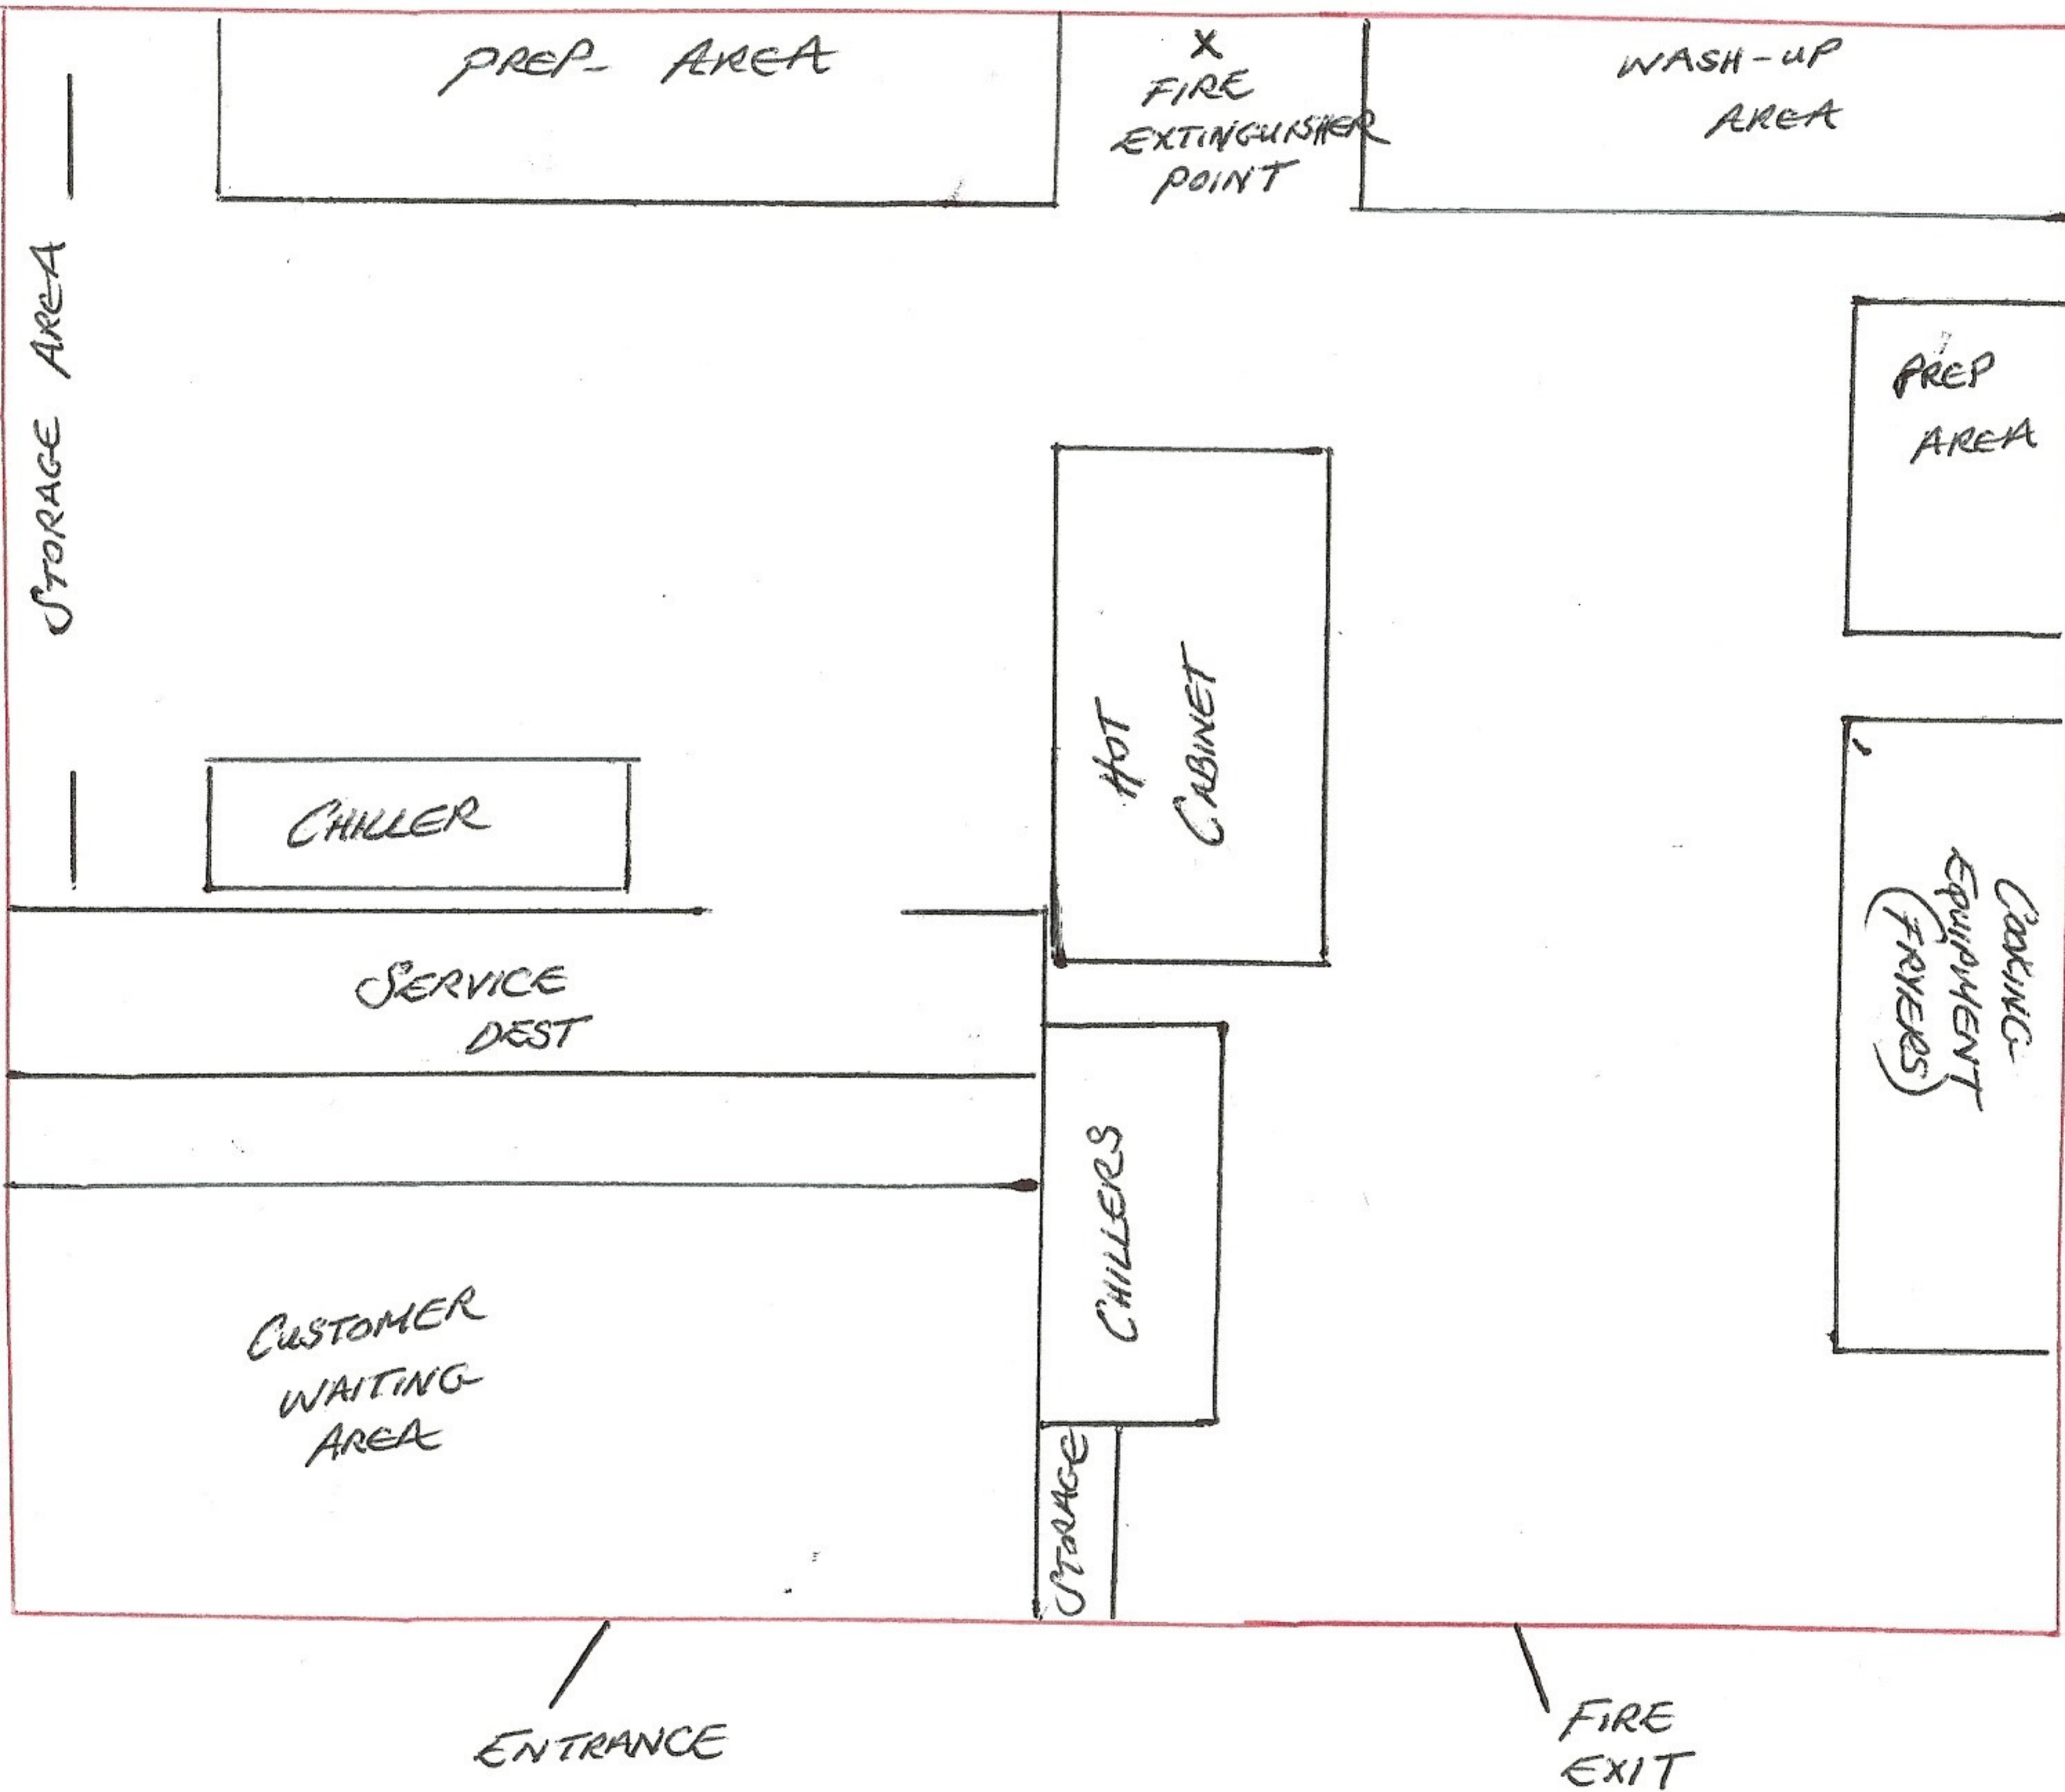 PREP- AREA
X
FIRE
EXTINGUISHER
POINT
WASH-UP
AREA
STORAGE AREA
PREP
AREA
HOT
CABINET
CHILLER
COOKING
EQUIPMENT
(FRYERS)
SERVICE
DEST
CHILLERS
CUSTOMER
WAITING
AREA
STORAGE
ENTRANCE
FIRE
EXIT